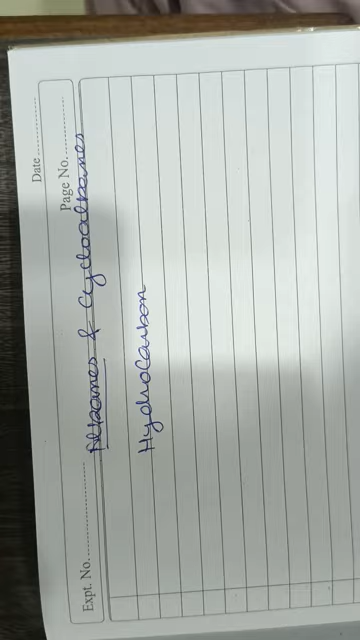 Date
Page No.
Expt. No.
Alkanes & Cycloalkanes
Hydrocarbon